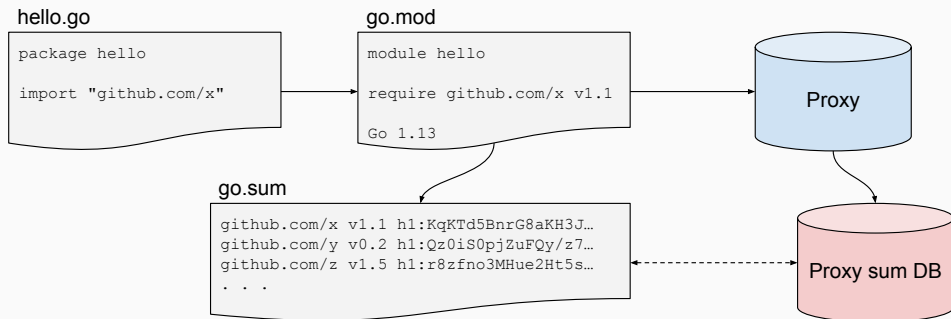 hello.go
package hello
import "github.com/x"
go.mod
module hello
require github.com/x v1.1
Go 1.13
Proxy
go.sum
github.com/x v1.1 h1:KqKTd5BnrG8aKH3J…
github.com/y v0.2 h1:Qz0iS0pjZuFQy/z7…
github.com/z v1.5 h1:r8zfno3MHue2Ht5s…
. . .
Proxy sum DB